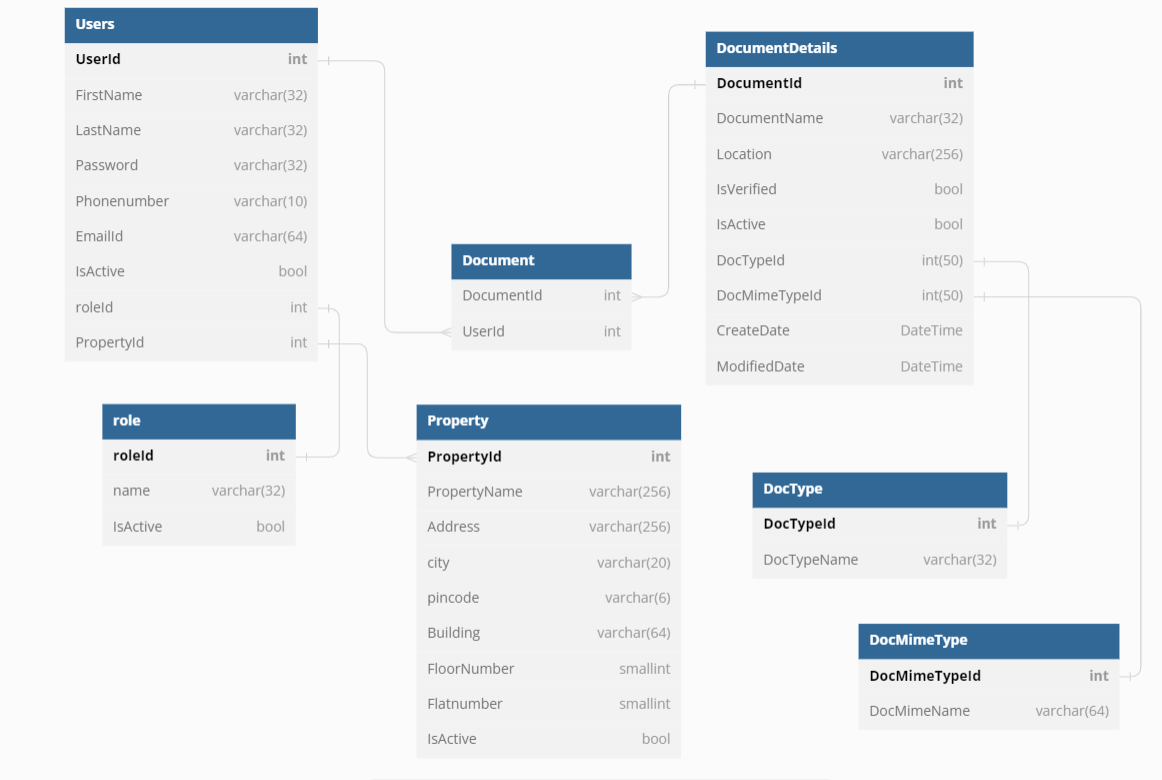 Users
UserId int
FirstName varchar(32)
LastName varchar(32)
Password varchar(32)
Phonenumber varchar(10)
EmailId varchar(64)
IsActive bool
roleId int
PropertyId int
DocumentDetails
DocumentId int
DocumentName varchar(32)
Location varchar(256)
IsVerified bool
IsActive bool
DocTypeId int(50)
DocMimeTypeId int(50)
CreateDate DateTime
ModifiedDate DateTime
Document
DocumentId int
UserId int
role
roleId int
name varchar(32)
IsActive bool
Property
PropertyId int
PropertyName varchar(256)
Address varchar(256)
city varchar(20)
pincode varchar(6)
Building varchar(64)
FloorNumber smallint
Flatnumber smallint
IsActive bool
DocType
DocTypeId int
DocTypeName varchar(32)
DocMimeType
DocMimeTypeId int
DocMimeName varchar(64)